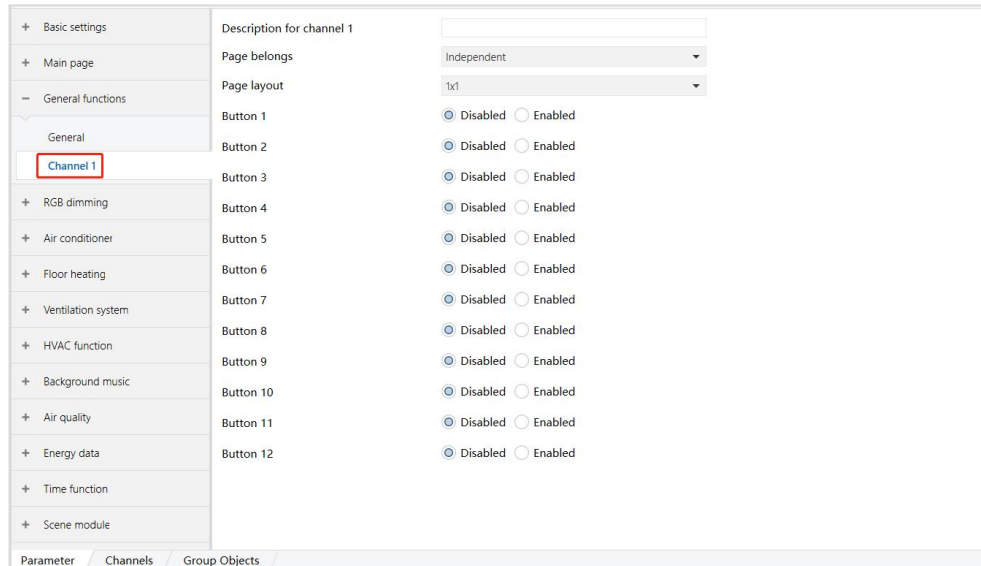 + Basic settings
+ Main page
− General functions
General
Channel 1
+ RGB dimming
+ Air conditioner
+ Floor heating
+ Ventilation system
+ HVAC function
+ Background music
+ Air quality
+ Energy data
+ Time function
+ Scene module
Description for channel 1
Page belongs Independent
Page layout 1x1
Button 1 Disabled Enabled
Button 2 Disabled Enabled
Button 3 Disabled Enabled
Button 4 Disabled Enabled
Button 5 Disabled Enabled
Button 6 Disabled Enabled
Button 7 Disabled Enabled
Button 8 Disabled Enabled
Button 9 Disabled Enabled
Button 10 Disabled Enabled
Button 11 Disabled Enabled
Button 12 Disabled Enabled
Parameter Channels Group Objects